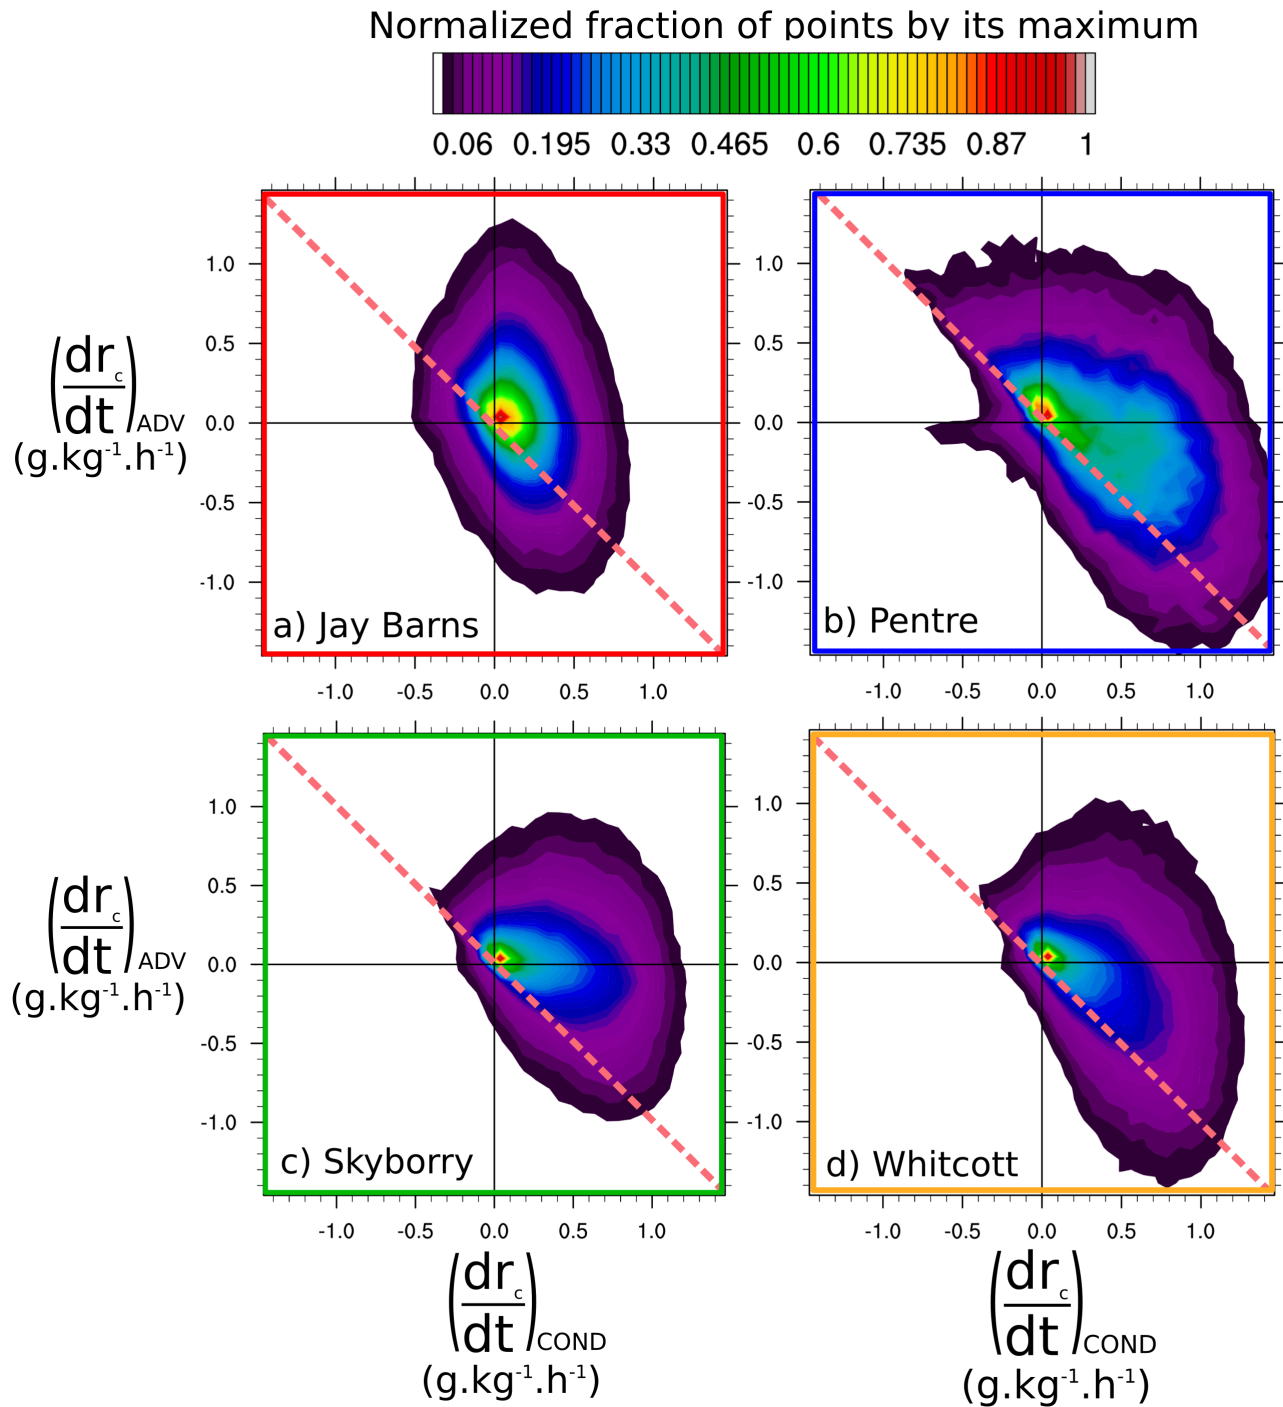 Normalized fraction of points by its maximum
0.06 0.195 0.33 0.465 0.6 0.735 0.87 1
1.0
0.5
0.0
-0.5
-1.0
(dr_c/dt)ADV
(g.kg⁻¹.h⁻¹)
a) Jay Barns
-1.0 -0.5 0.0 0.5 1.0
1.0
0.5
0.0
-0.5
-1.0
b) Pentre
-1.0 -0.5 0.0 0.5 1.0
1.0
0.5
0.0
-0.5
-1.0
(dr_c/dt)ADV
(g.kg⁻¹.h⁻¹)
c) Skyborry
-1.0 -0.5 0.0 0.5 1.0
(dr_c/dt)COND
(g.kg⁻¹.h⁻¹)
1.0
0.5
0.0
-0.5
-1.0
d) Whitcott
-1.0 -0.5 0.0 0.5 1.0
(dr_c/dt)COND
(g.kg⁻¹.h⁻¹)